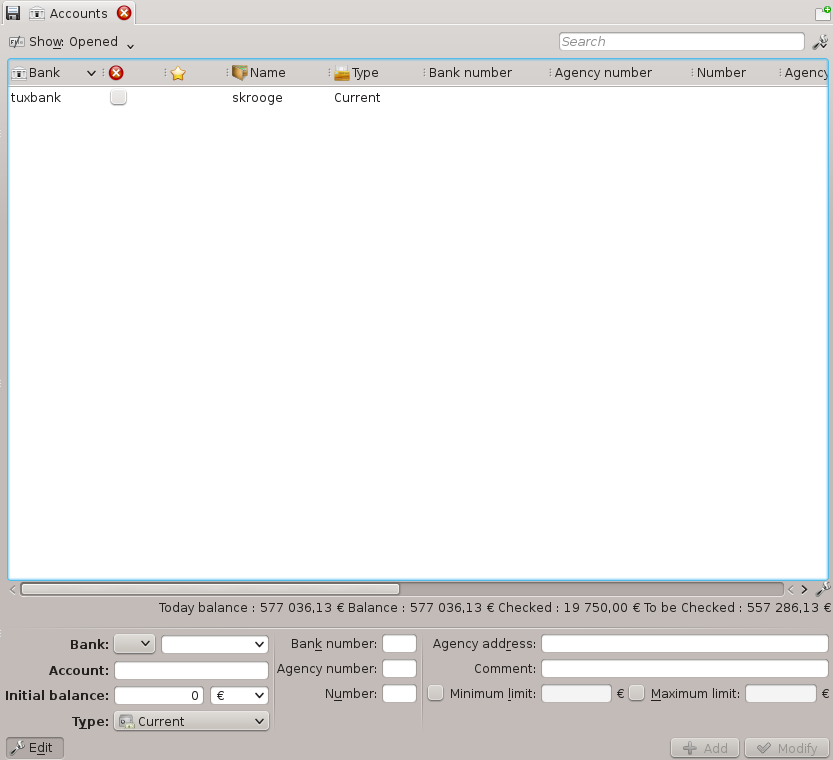 Accounts
Show: Opened
Search
Bank Name Type Bank number Agency number Number Agency
tuxbank skrooge Current
Today balance : 577 036,13 € Balance : 577 036,13 € Checked : 19 750,00 € To be Checked : 557 286,13 €
Bank: Bank number: Agency address:
Account: Agency number: Comment:
Initial balance: 0 € Number: Minimum limit: € Maximum limit: €
Type: Current
Edit Add Modify